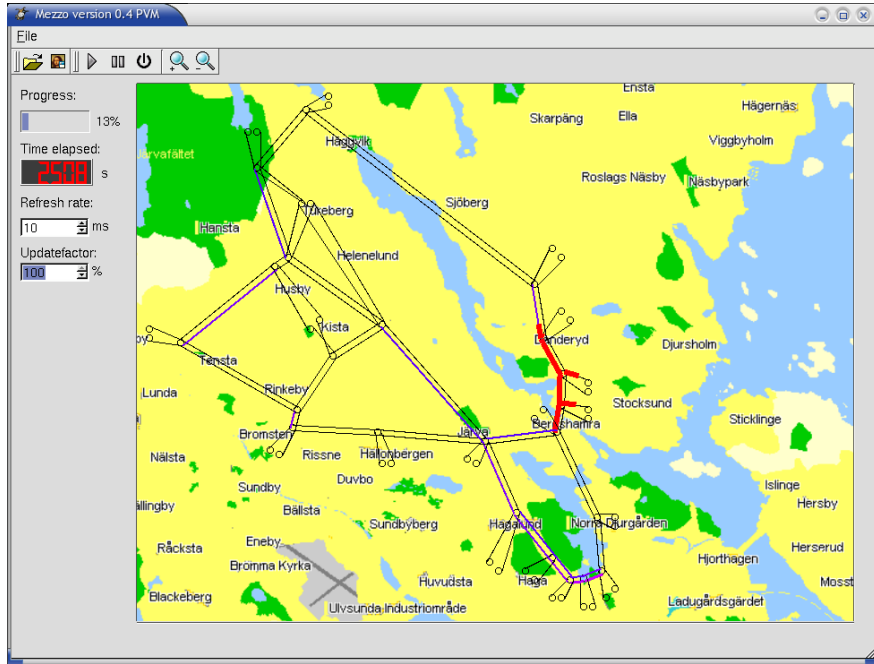 Mezzo version 0.4 PVM
File
Progress:
13%
Time elapsed:
2508 s
Refresh rate:
10 ms
Updatefactor:
100 %
Ensta
Hägernäs
Skarpäng
Ella
Viggbyholm
Häggvik
Järvafältet
Roslags Näsby
Näsbypark
Sjöberg
Tureberg
Hansta
Helenelund
Husby
Kista
Danderyd
Djursholm
Tensta
Rinkeby
Lunda
Stocksund
Sticklinge
Bergshamra
Bromsten
Järva
Nälsta
Rissne
Hallonbergen
Duvbo
Sundby
Islinge
Hersby
ällingby
Bällsta
Sundbyberg
Hagalund
Norra Djurgården
Råcksta
Eneby
Herserud
Bromma Kyrka
Hjorthagen
Huvudsta
Haga
Mosst
Blackeberg
Ulvsunda Industriområde
Ladugårdsgärdet